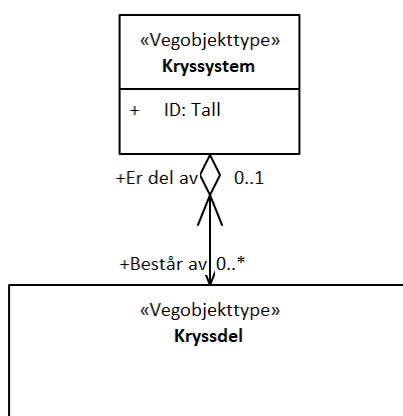 «Vegobjekttype»
Kryssystem
+ ID: Tall
+Er del av 0..1
+Består av 0..*
«Vegobjekttype»
Kryssdel